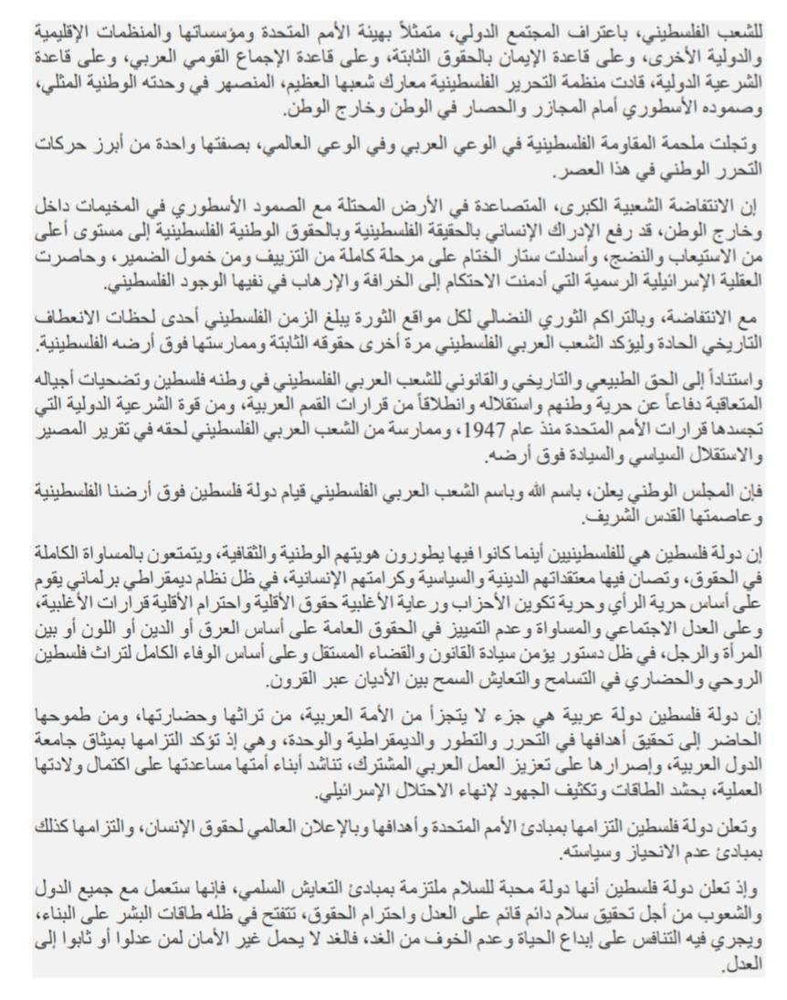 للشعب الفلسطيني، باعتراف المجتمع الدولي، متمثلاً بهيئة الأمم المتحدة ومؤسساتها والمنظمات الإقليمية
والدولية الأخرى، وعلى قاعدة الإيمان بالحقوق الثابتة، وعلى قاعدة الإجماع القومي العربي، وعلى قاعدة
الشرعية الدولية، قادت منظمة التحرير الفلسطينية معارك شعبها العظيم، المنصهر في وحدته الوطنية المثلي،
وصموده الأسطوري أمام المجازر والحصار في الوطن وخارج الوطن.
وتجلت ملحمة المقاومة الفلسطينية في الوعي العربي وفي الوعي العالمي، بصفتها واحدة من أبرز حركات
التحرر الوطني في هذا العصر.
إن الانتفاضة الشعبية الكبرى، المتصاعدة في الأرض المحتلة مع الصمود الأسطوري في المخيمات داخل
وخارج الوطن، قد رفع الإدراك الإنساني بالحقيقة الفلسطينية وبالحقوق الوطنية الفلسطينية إلى مستوى أعلى
من الاستيعاب والنضج، وأسدلت ستار الختام على مرحلة كاملة من التزييف ومن خمول الضمير، وحاصرت
العقلية الإسرائيلية الرسمية التي أدمنت الاحتكام إلى الخرافة والإرهاب في نفيها الوجود الفلسطيني.
مع الانتفاضة، وبالتراكم الثوري النضالي لكل مواقع الثورة يبلغ الزمن الفلسطيني أحدى لحظات الانعطاف
التاريخي الحادة وليؤكد الشعب العربي الفلسطيني مرة أخرى حقوقه الثابتة وممارستها فوق أرضه الفلسطينية.
واستناداً إلى الحق الطبيعي والتاريخي والقانوني للشعب العربي الفلسطيني في وطنه فلسطين وتضحيات أجياله
المتعاقبة دفاعاً عن حرية وطنهم واستقلاله وانطلاقاً من قرارات القمم العربية، ومن قوة الشرعية الدولية التي
تجسدها قرارات الأمم المتحدة منذ عام 1947، وممارسة من الشعب العربي الفلسطيني لحقه في تقرير المصير
والاستقلال السياسي والسيادة فوق أرضه.
فإن المجلس الوطني يعلن، باسم الله وباسم الشعب العربي الفلسطيني قيام دولة فلسطين فوق أرضنا الفلسطينية
وعاصمتها القدس الشريف.
إن دولة فلسطين هي للفلسطينيين أينما كانوا فيها يطورون هويتهم الوطنية والثقافية، ويتمتعون بالمساواة الكاملة
في الحقوق، وتصان فيها معتقداتهم الدينية والسياسية وكرامتهم الإنسانية، في ظل نظام ديمقراطي برلماني يقوم
على أساس حرية الرأي وحرية تكوين الأحزاب ورعاية الأغلبية حقوق الأقلية واحترام الأقلية قرارات الأغلبية،
وعلى العدل الاجتماعي والمساواة وعدم التمييز في الحقوق العامة على أساس العرق أو الدين أو اللون أو بين
المرأة والرجل، في ظل دستور يؤمن سيادة القانون والقضاء المستقل وعلى أساس الوفاء الكامل لتراث فلسطين
الروحي والحضاري في التسامح والتعايش السمح بين الأديان عبر القرون.
إن دولة فلسطين دولة عربية هي جزء لا يتجزأ من الأمة العربية، من تراثها وحضارتها، ومن طموحها
الحاضر إلى تحقيق أهدافها في التحرر والتطور والديمقراطية والوحدة، وهي إذ تؤكد التزامها بميثاق جامعة
الدول العربية، وإصرارها على تعزيز العمل العربي المشترك، تناشد أبناء أمتها مساعدتها على اكتمال ولادتها
العملية، بحشد الطاقات وتكثيف الجهود لإنهاء الاحتلال الإسرائيلي.
وتعلن دولة فلسطين التزامها بمبادئ الأمم المتحدة وأهدافها وبالإعلان العالمي لحقوق الإنسان، والتزامها كذلك
بمبادئ عدم الانحياز وسياسته.
وإذ تعلن دولة فلسطين أنها دولة محبة للسلام ملتزمة بمبادئ التعايش السلمي، فإنها ستعمل مع جميع الدول
والشعوب من أجل تحقيق سلام دائم قائم على العدل واحترام الحقوق، تتفتح في ظله طاقات البشر على البناء،
ويجري فيه التنافس على إبداع الحياة وعدم الخوف من الغد، فالغد لا يحمل غير الأمان لمن عدلوا أو ثابوا إلى
العدل.